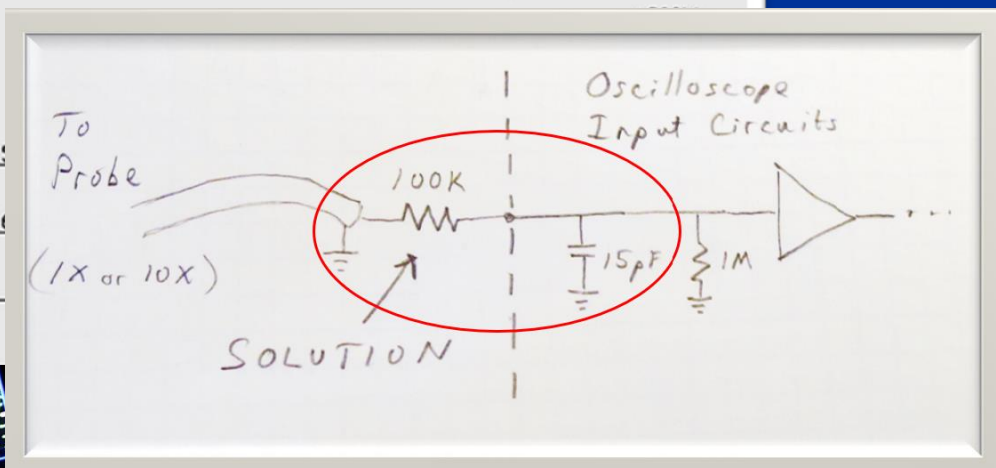 To
Probe
(1X or 10X)
100K
SOLUTION
Oscilloscope
Input Circuits
15pF
1M